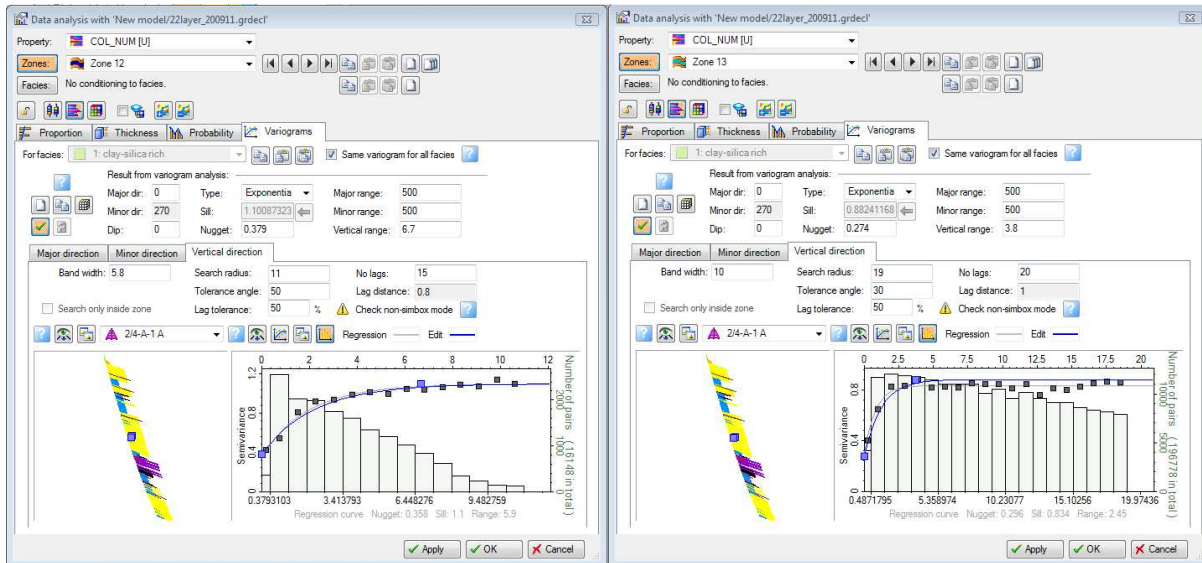 Data analysis with 'New model/22layer_200911.grdecl'
Property: COL_NUM [U]
Zones: Zone 12
Facies: No conditioning to facies.
Proportion Thickness Probability Variograms
For facies: 1: clay-silica rich Same variogram for all facies
Result from variogram analysis:
Major dir: 0 Type: Exponentia Major range: 500
Minor dir: 270 Sill: 1.10087323 Minor range: 500
Dip: 0 Nugget: 0.379 Vertical range: 6.7
Major direction Minor direction Vertical direction
Band width: 5.8 Search radius: 11 No lags: 15
Tolerance angle: 50 Lag distance: 0.8
Search only inside zone Lag tolerance: 50 % Check non-simbox mode
2/4-A-1 A Regression Edit
0 2 4 6 8 10 12
1.2
0.8
0.4
0
Semivariance
2000
1000
0
Number of pairs (16148 in total)
0.3793103 3.413793 6.448276 9.482759
Regression curve Nugget: 0.358 Sill: 1.1 Range: 5.9
Apply OK Cancel
Data analysis with 'New model/22layer_200911.grdecl'
Property: COL_NUM [U]
Zones: Zone 13
Facies: No conditioning to facies.
Proportion Thickness Probability Variograms
For facies: 1: clay-silica rich Same variogram for all facies
Result from variogram analysis:
Major dir: 0 Type: Exponentia Major range: 500
Minor dir: 270 Sill: 0.88241168 Minor range: 500
Dip: 0 Nugget: 0.274 Vertical range: 3.8
Major direction Minor direction Vertical direction
Band width: 10 Search radius: 19 No lags: 20
Tolerance angle: 30 Lag distance: 1
Search only inside zone Lag tolerance: 50 % Check non-simbox mode
2/4-A-1 A Regression Edit
0 2.5 5 7.5 10 12.5 15 17.5 20
0.8
0.4
0
Semivariance
10000
5000
0
Number of pairs (196778 in total)
0.4871795 5.358974 10.23077 15.10256 19.97436
Regression curve Nugget: 0.296 Sill: 0.834 Range: 2.45
Apply OK Cancel